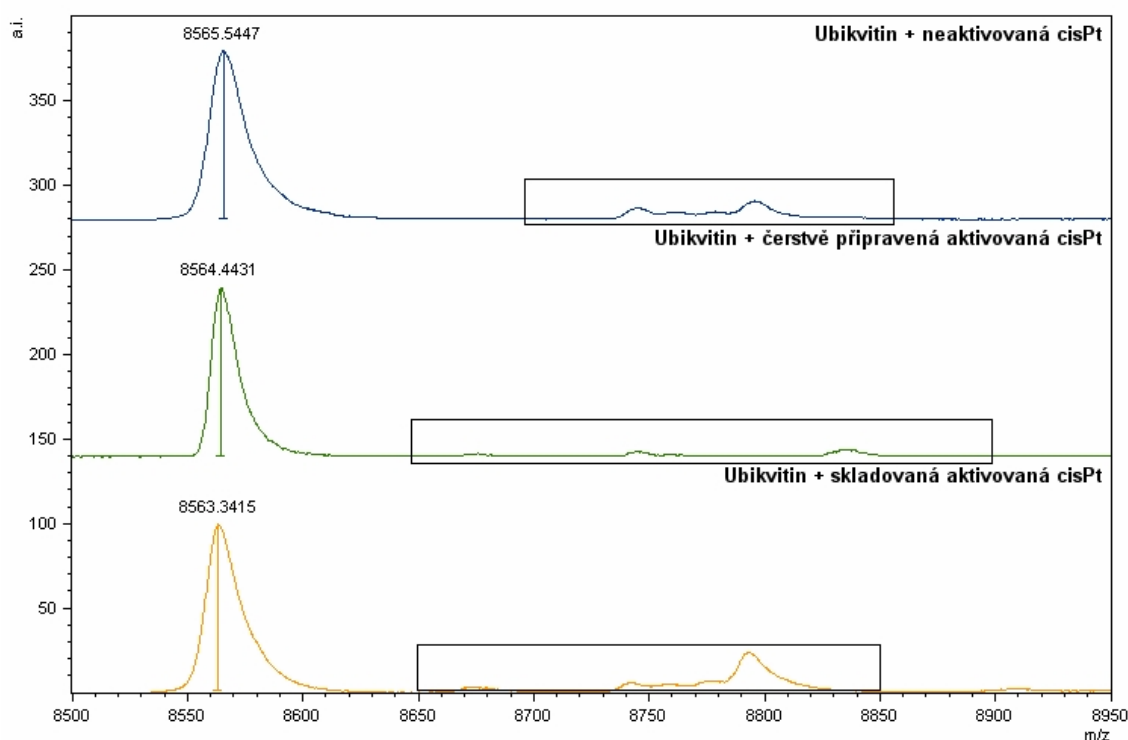 a.i.
8565.5447
Ubikvitin + neaktivovaná cisPt
350
300
Ubikvitin + čerstvě připravená aktivovaná cisPt
250
8564.4431
200
150
Ubikvitin + skladovaná aktivovaná cisPt
8563.3415
100
50
8500 8550 8600 8650 8700 8750 8800 8850 8900 8950
m/z